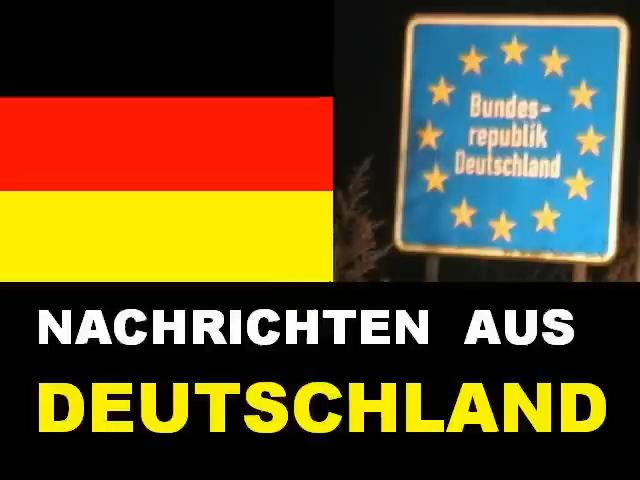 Bundes-
republik
Deutschland
NACHRICHTEN AUS
DEUTSCHLAND